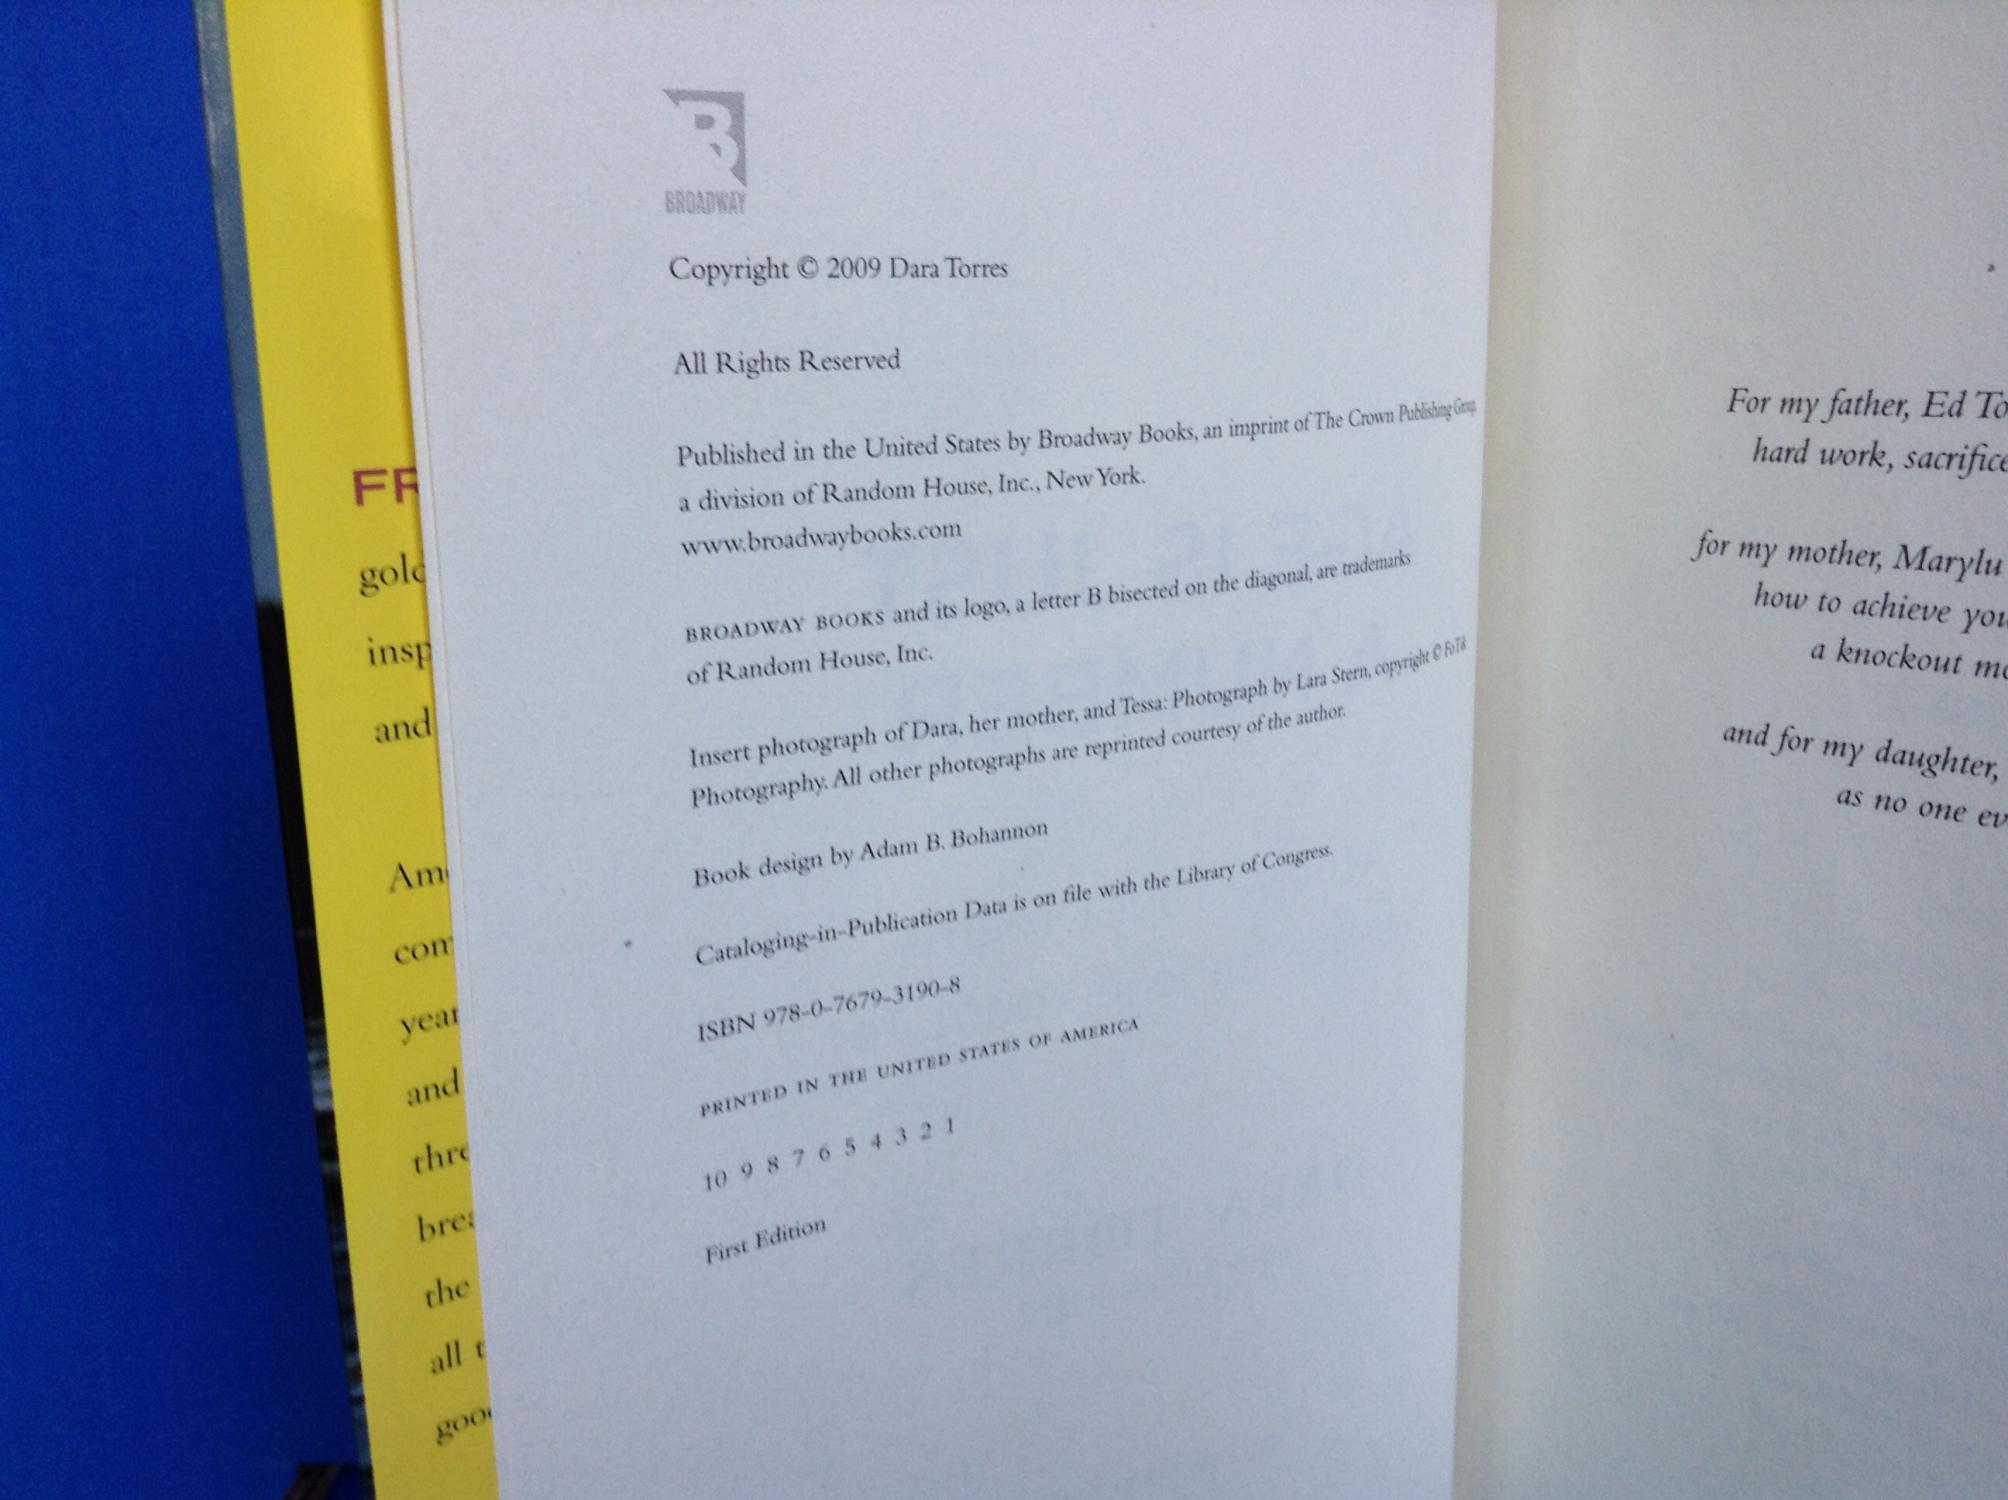 BROADWAY
Copyright © 2009 Dara Torres
All Rights Reserved
Published in the United States by Broadway Books, an imprint of The Crown Publishing Group,
a division of Random House, Inc., New York.
www.broadwaybooks.com
BROADWAY BOOKS and its logo, a letter B bisected on the diagonal, are trademarks
of Random House, Inc.
Insert photograph of Dara, her mother, and Tessa: Photograph by Lara Stern, copyright © FoTik
Photography. All other photographs are reprinted courtesy of the author.
Book design by Adam B. Bohannon
Cataloging-in-Publication Data is on file with the Library of Congress.
ISBN 978-0-7679-3190-8
PRINTED IN THE UNITED STATES OF AMERICA
10 9 8 7 6 5 4 3 2 1
First Edition
FR
gold
insp
and
Am
com
year
and
thr
brea
the
all t
good
For my father, Ed To
hard work, sacrifice
for my mother, Marylu
how to achieve you
a knockout mo
and for my daughter,
as no one ev